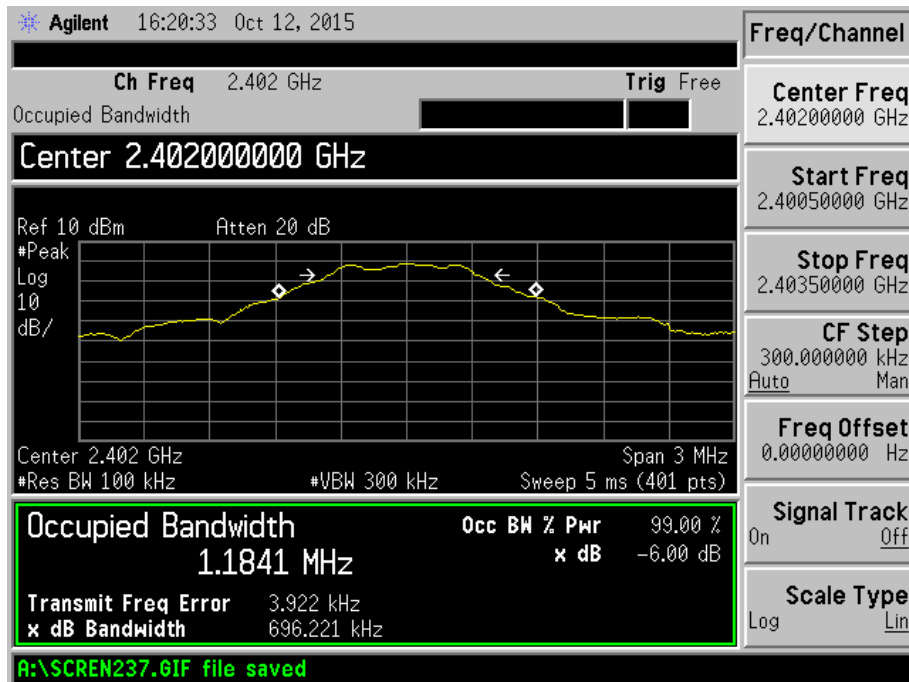 Agilent 16:20:33 Oct 12, 2015
Ch Freq 2.402 GHz Trig Free
Occupied Bandwidth
Center 2.402000000 GHz
Ref 10 dBm Atten 20 dB
#Peak
Log
10
dB/
Center 2.402 GHz Span 3 MHz
#Res BW 100 kHz #VBW 300 kHz Sweep 5 ms (401 pts)
Occupied Bandwidth Occ BW % Pwr 99.00 %
1.1841 MHz x dB -6.00 dB
Transmit Freq Error 3.922 kHz
x dB Bandwidth 696.221 kHz
A:\SCREN237.GIF file saved
Freq/Channel
Center Freq
2.40200000 GHz
Start Freq
2.40050000 GHz
Stop Freq
2.40350000 GHz
CF Step
300.000000 kHz
Auto Man
Freq Offset
0.00000000 Hz
Signal Track
On Off
Scale Type
Log Lin